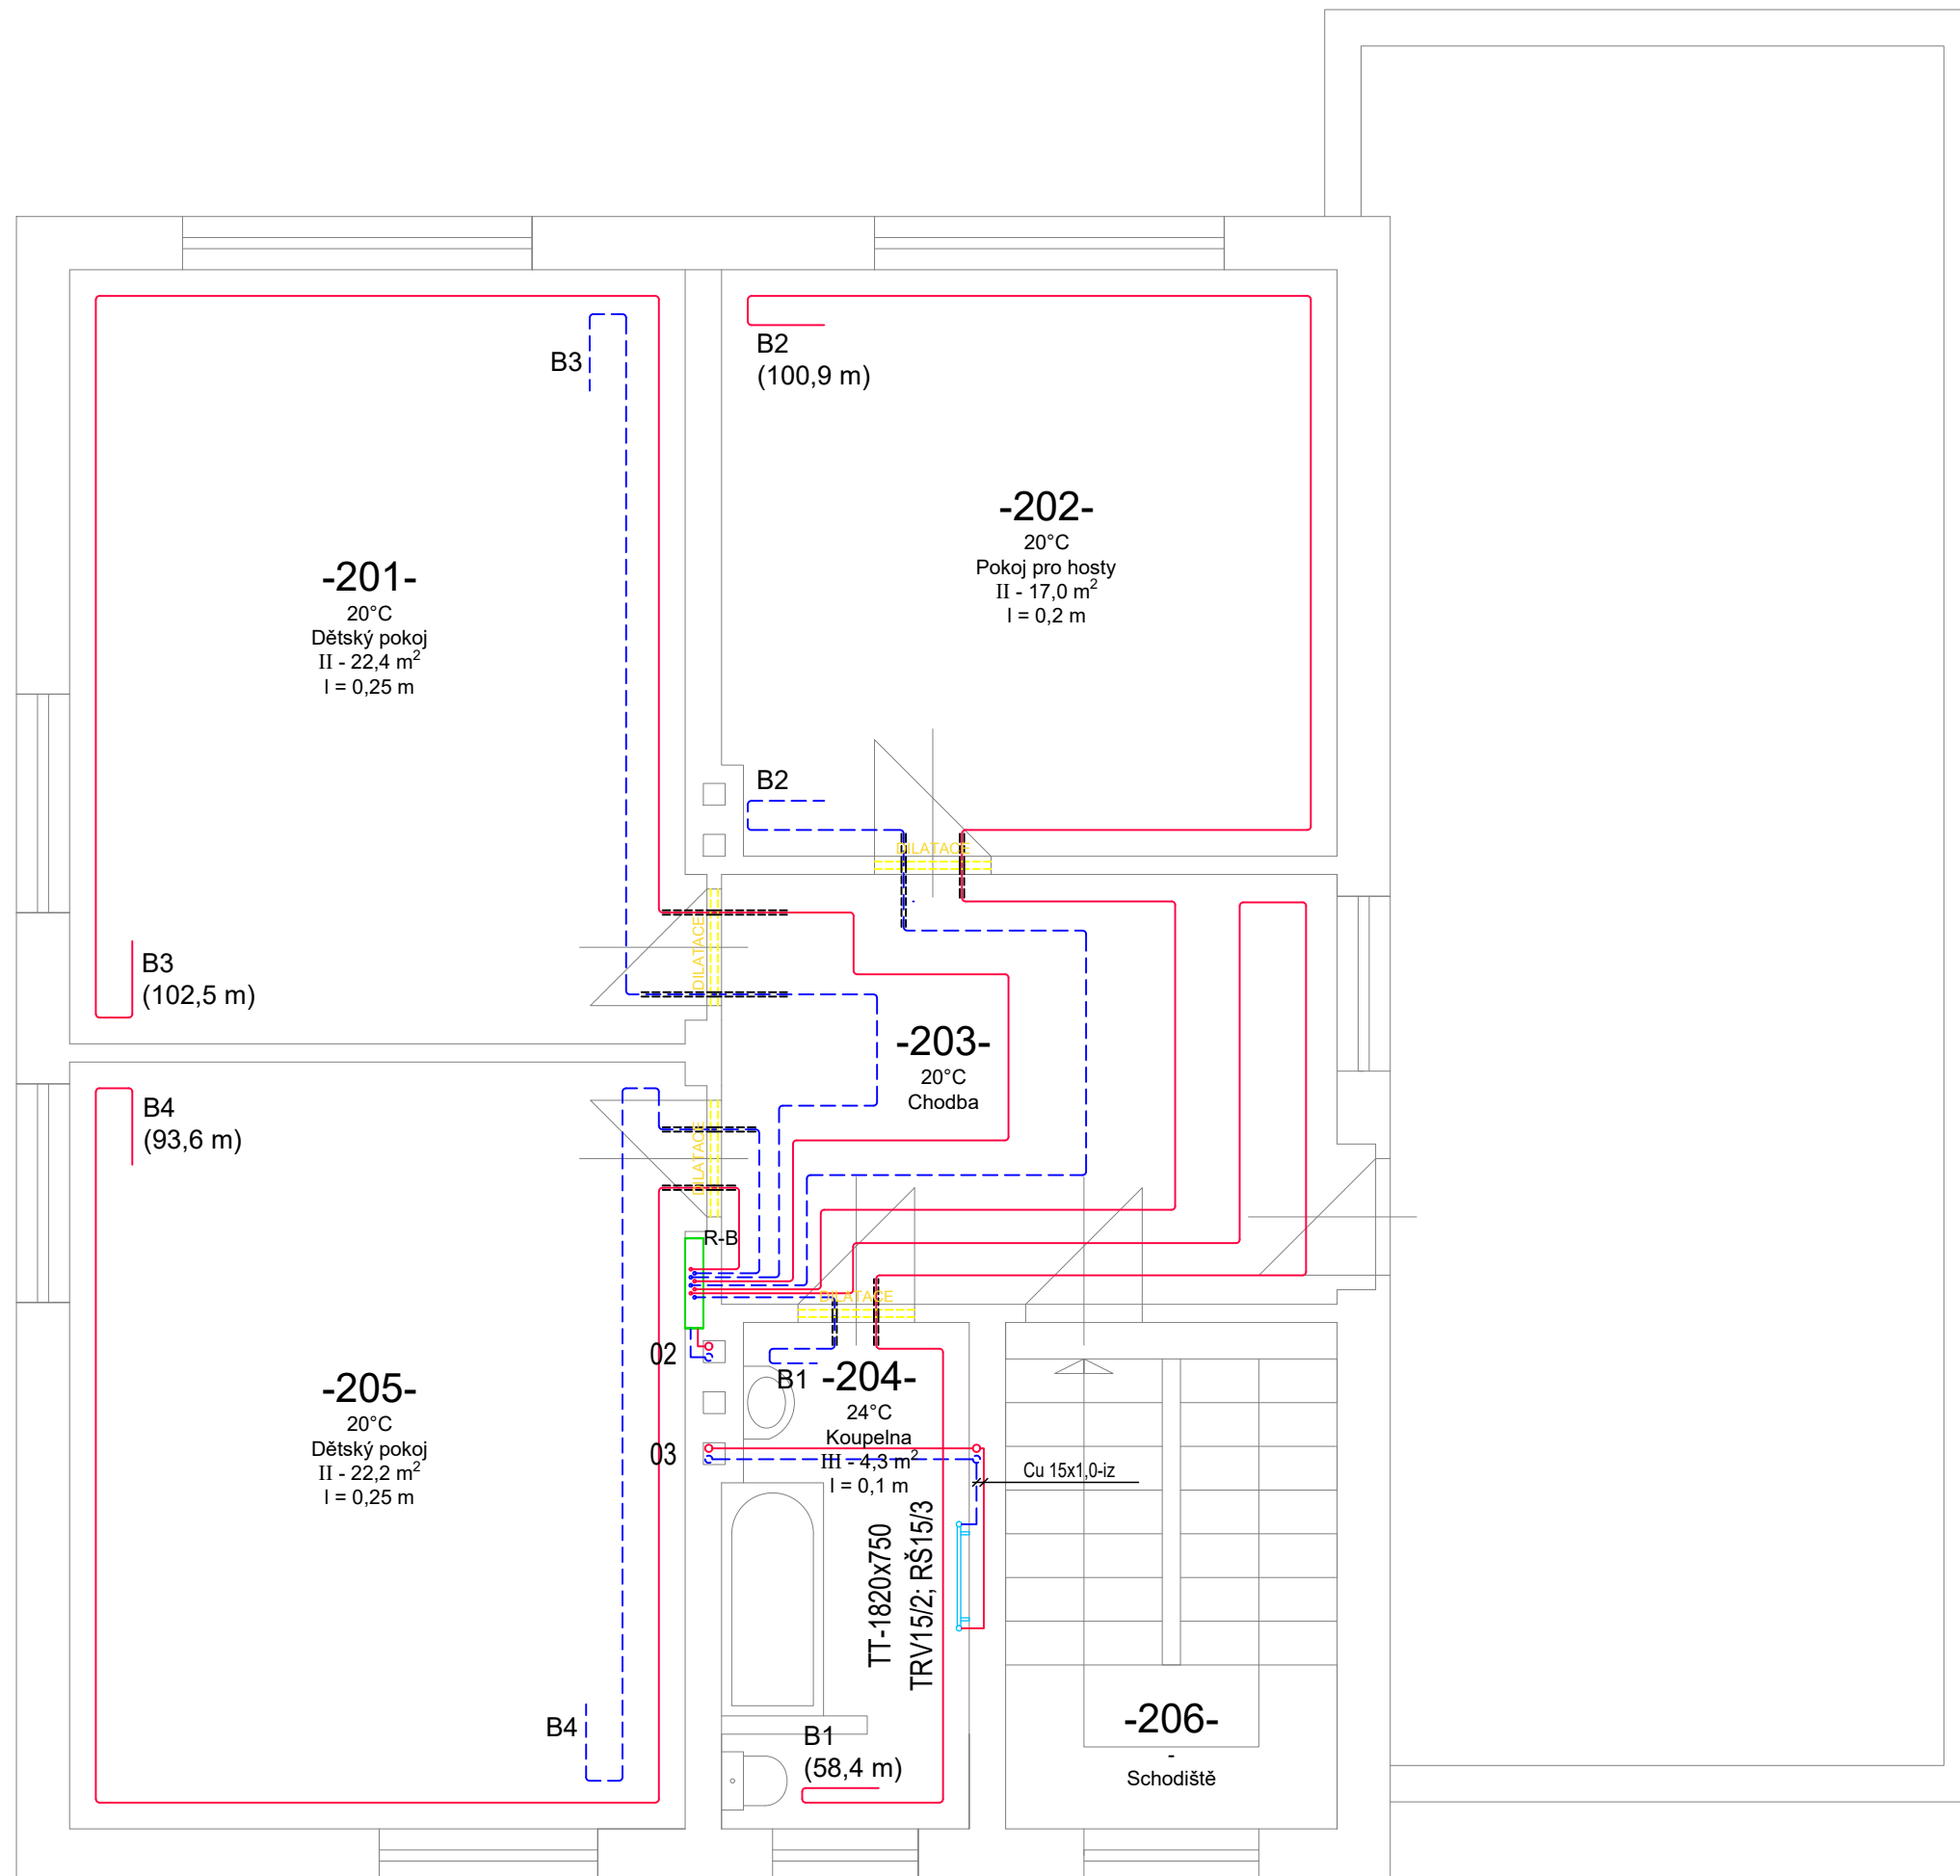 B3
B2
(100,9 m)
-202-
20°C
Pokoj pro hosty
II - 17,0 m²
l = 0,2 m
-201-
20°C
Dětský pokoj
II - 22,4 m²
l = 0,25 m
B2
DILATACE
DILATACE
B3
(102,5 m)
-203-
20°C
Chodba
B4
(93,6 m)
DILATACE
R-B
DILATACE
02
B1
-204-
24°C
Koupelna
III - 4,3 m²
l = 0,1 m
03
Cu 15x1,0-iz
-205-
20°C
Dětský pokoj
II - 22,2 m²
l = 0,25 m
TT-1820x750
TRV15/2; RŠ15/3
B4
B1
(58,4 m)
-206-
-
Schodiště